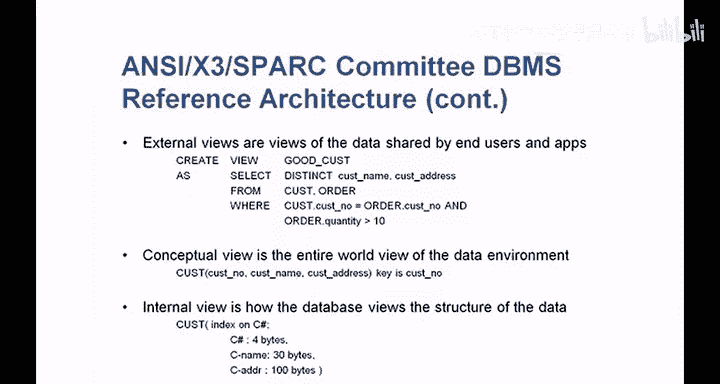 bilibili
ANSI/X3/SPARC Committee DBMS
Reference Architecture (cont.)
• External views are views of the data shared by end users and apps
CREATE VIEW GOOD_CUST
AS SELECT DISTINCT cust_name, cust_address
FROM CUST, ORDER
WHERE CUST.cust_no = ORDER.cust_no AND
ORDER.quantity > 10
• Conceptual view is the entire world view of the data environment
CUST(cust_no, cust_name, cust_address) key is cust_no
• Internal view is how the database views the structure of the data
CUST( index on C#;
C# : 4 bytes,
C-name: 30 bytes,
C-addr : 100 bytes )